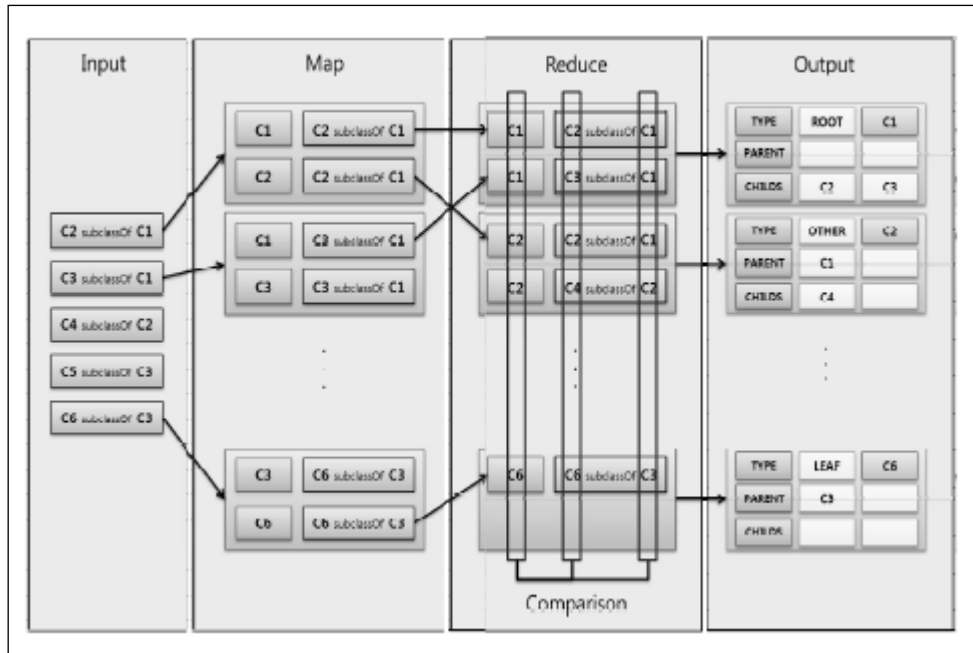 Input
C2 subclassOf C1
C3 subclassOf C1
C4 subclassOf C2
C5 subclassOf C3
C6 subclassOf C3
Map
C1 C2 subclassOf C1
C2 C2 subclassOf C1
C1 C3 subclassOf C1
C3 C3 subclassOf C1
C3 C6 subclassOf C3
C6 C6 subclassOf C3
Reduce
C1 C2 subclassOf C1
C1 C3 subclassOf C1
C2 C2 subclassOf C1
C2 C4 subclassOf C2
C6 C6 subclassOf C3
Comparison
Output
TYPE ROOT C1
PARENT
CHILDS C2 C3
TYPE OTHER C2
PARENT C1
CHILDS C4
TYPE LEAF C6
PARENT C3
CHILDS